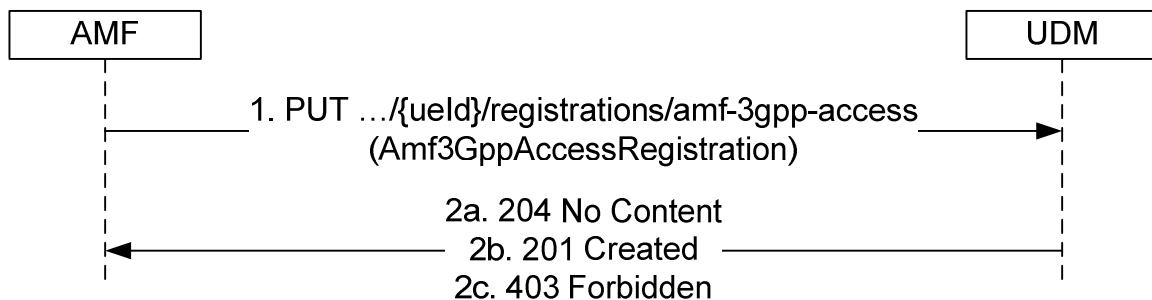 AMF
UDM
1. PUT …/{ueId}/registrations/amf-3gpp-access
(Amf3GppAccessRegistration)
2a. 204 No Content
2b. 201 Created
2c. 403 Forbidden